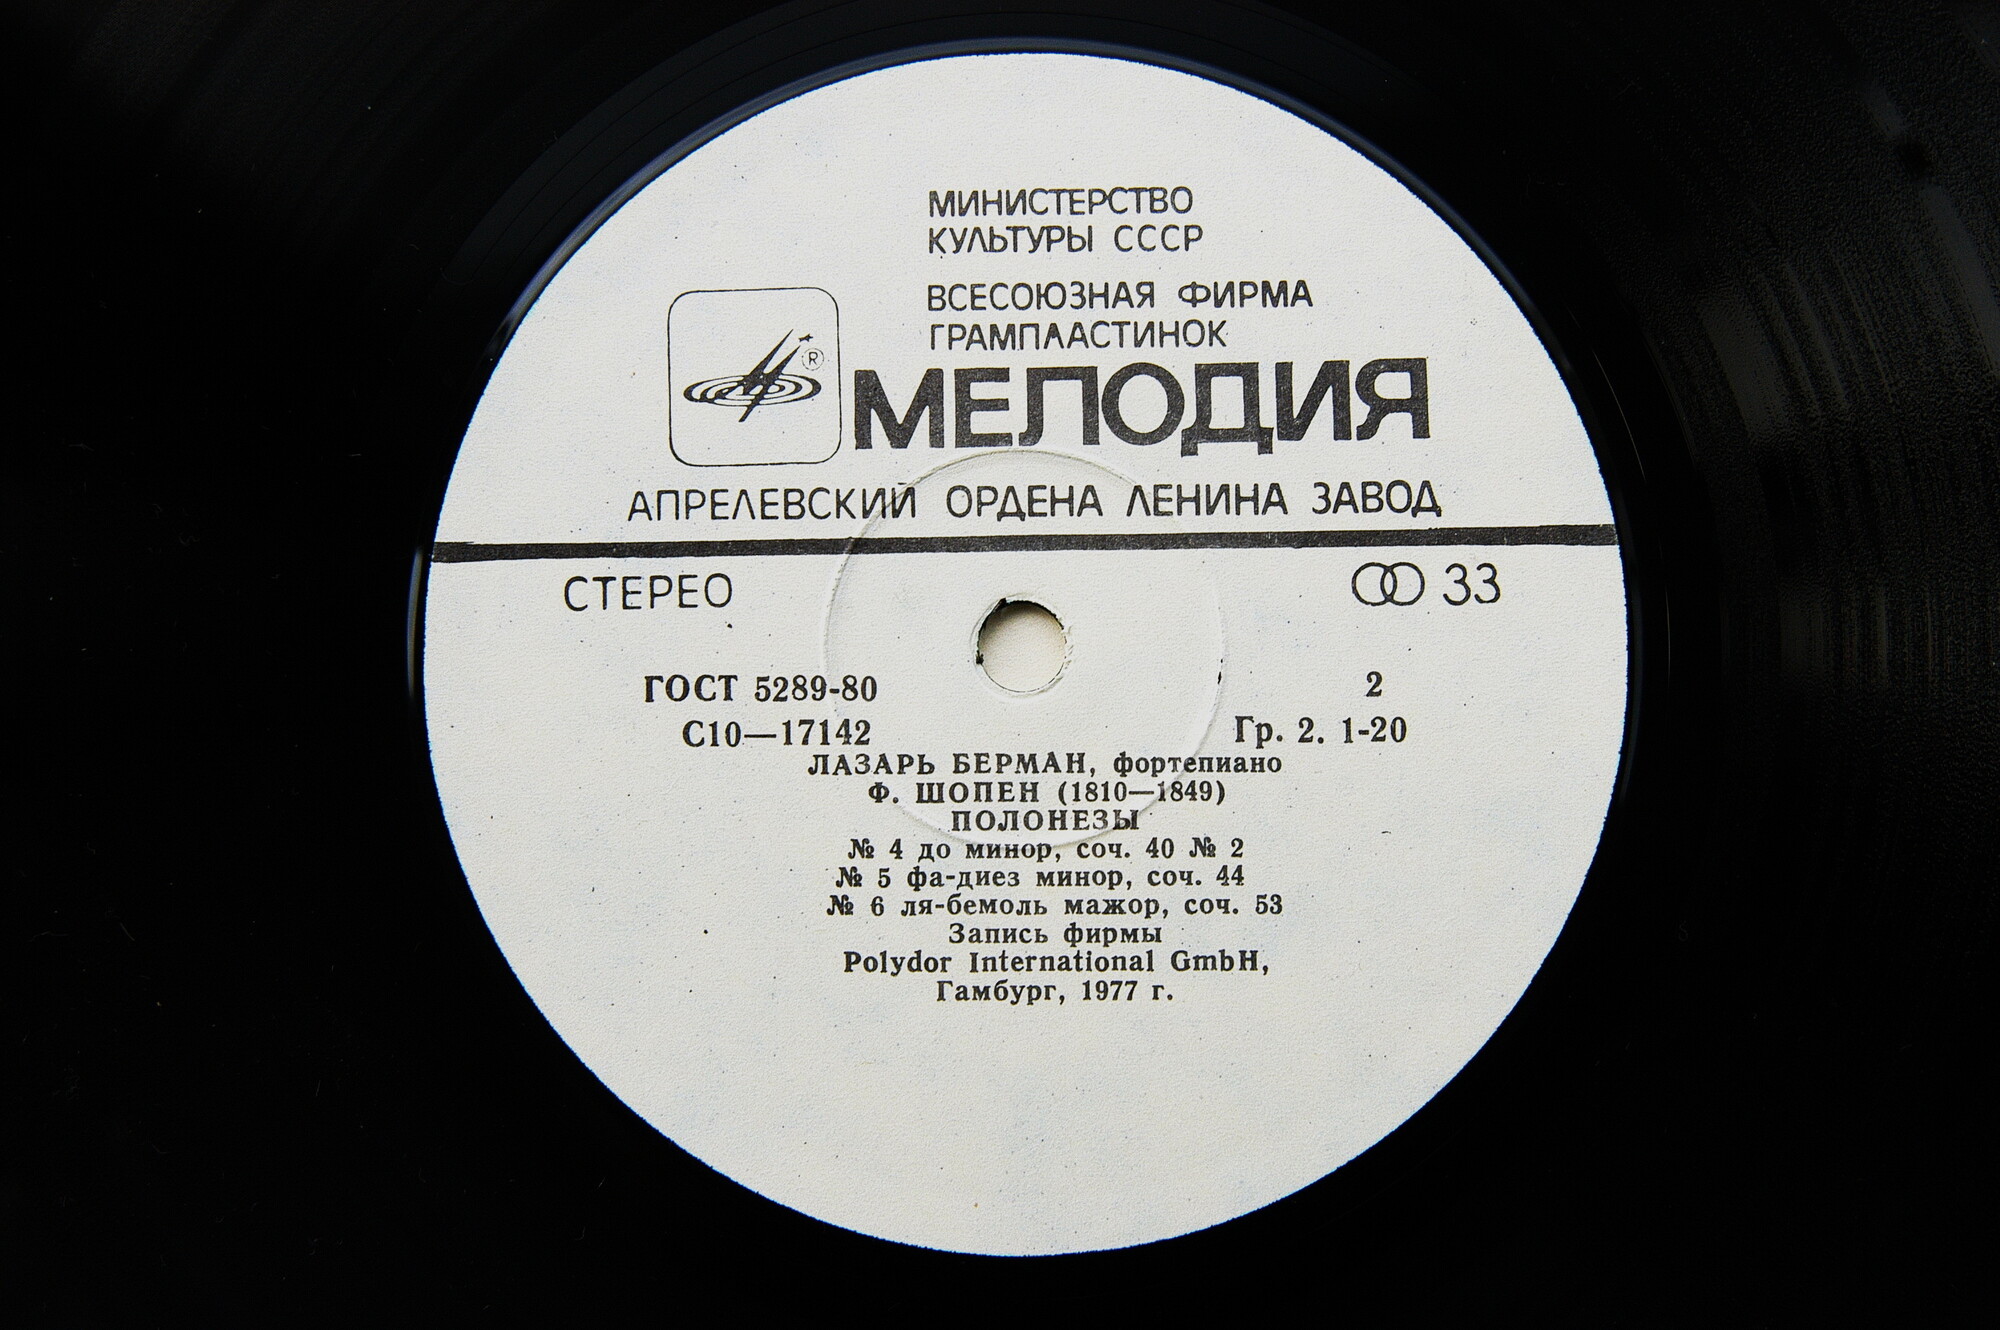 МИНИСТЕРСТВО
КУЛЬТУРЫ СССР
ВСЕСОЮЗНАЯ ФИРМА
ГРАМПЛАСТИНОК
®
МЕЛОДИЯ
АПРЕЛЕВСКИЙ ОРДЕНА ЛЕНИНА ЗАВОД
СТЕРЕО 33
ГОСТ 5289-80 2
С10—17142 Гр. 2. 1-20
ЛАЗАРЬ БЕРМАН, фортепиано
Ф. ШОПЕН (1810—1849)
ПОЛОНЕЗЫ
№ 4 до минор, соч. 40 № 2
№ 5 фа-диез минор, соч. 44
№ 6 ля-бемоль мажор, соч. 53
Запись фирмы
Polydor International GmbH,
Гамбург, 1977 г.